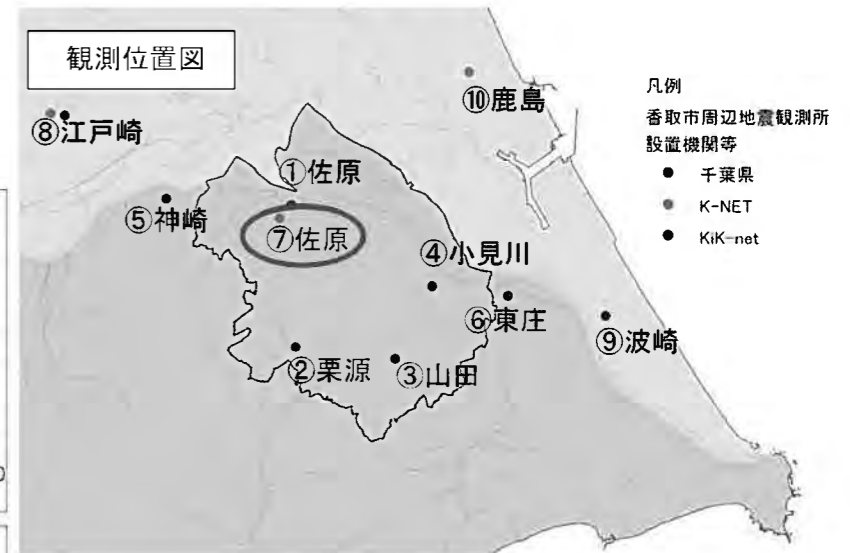 観測位置図
⑩鹿島
凡例
香取市周辺地震観測所
設置機関等
千葉県
K-NET
KiK-net
⑧江戸崎
①佐原
⑤神崎
⑦佐原
④小見川
⑥東庄
⑨波崎
②栗源
③山田